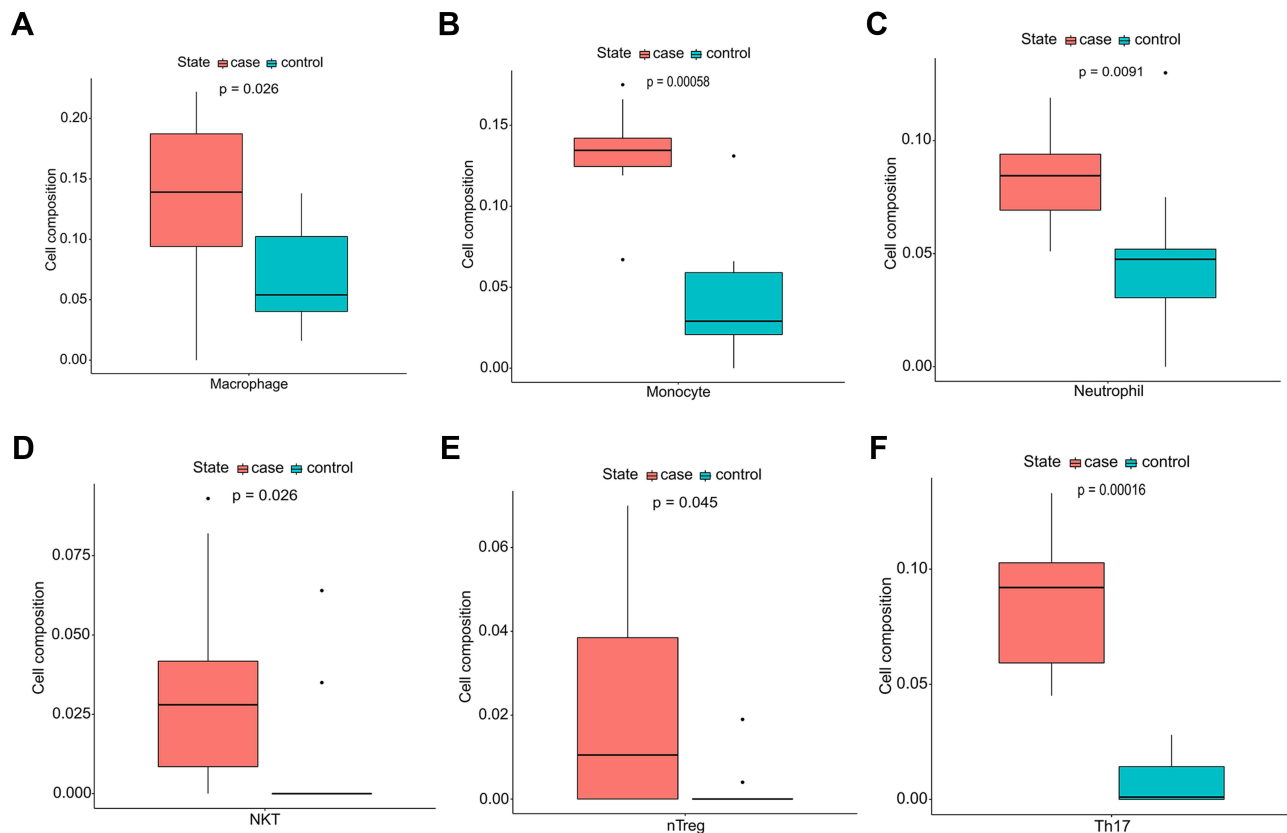 A
State case control
p = 0.026
0.20
0.15
0.10
0.05
0.00
Cell composition
Macrophage
B
State case control
p = 0.00058
0.15
0.10
0.05
0.00
Cell composition
Monocyte
C
State case control
p = 0.0091
0.10
0.05
0.00
Cell composition
Neutrophil
D
State case control
p = 0.026
0.075
0.050
0.025
0.000
Cell composition
NKT
E
State case control
p = 0.045
0.06
0.04
0.02
0.00
Cell composition
nTreg
F
State case control
p = 0.00016
0.10
0.05
0.00
Cell composition
Th17